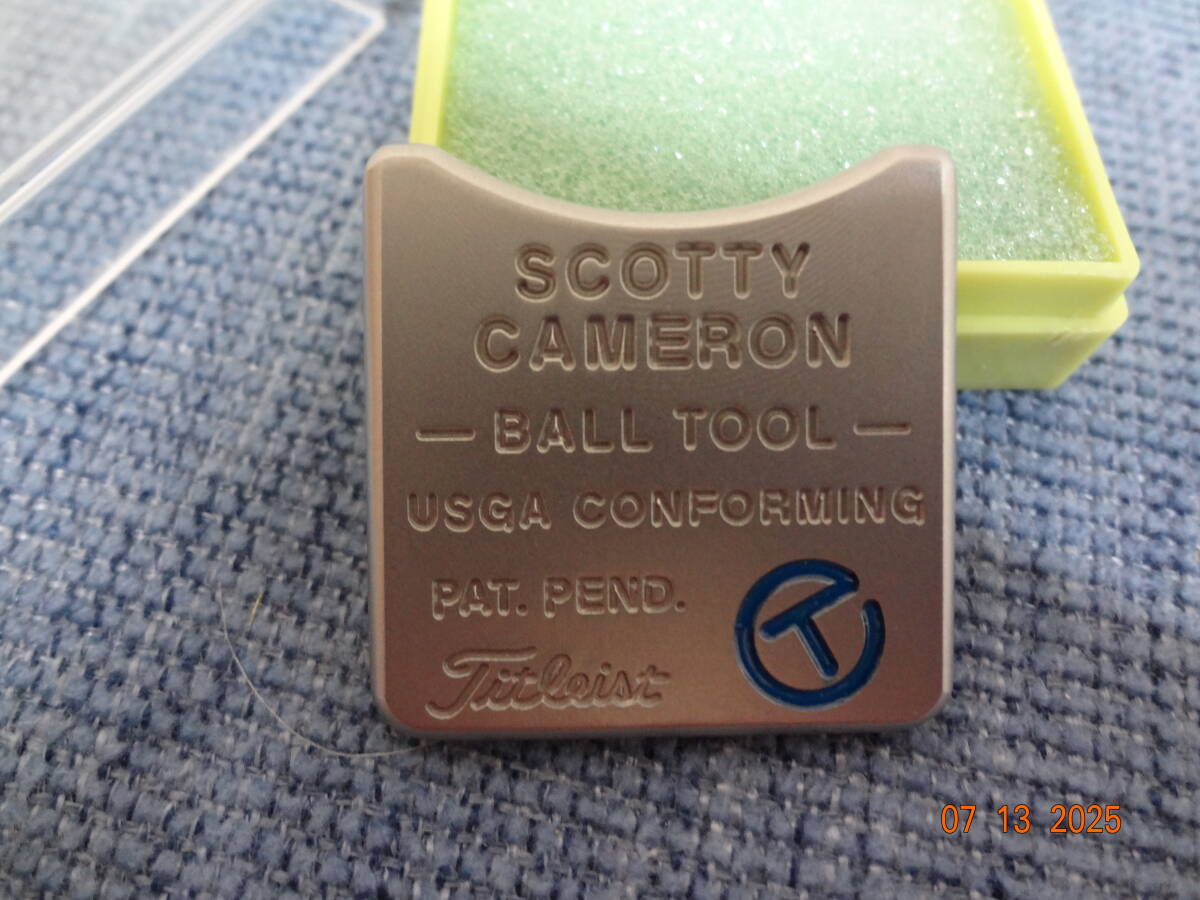 SCOTTY
CAMERON
— BALL TOOL —
USGA CONFORMING
PAT. PEND.
T
Titleist
07 13 2025